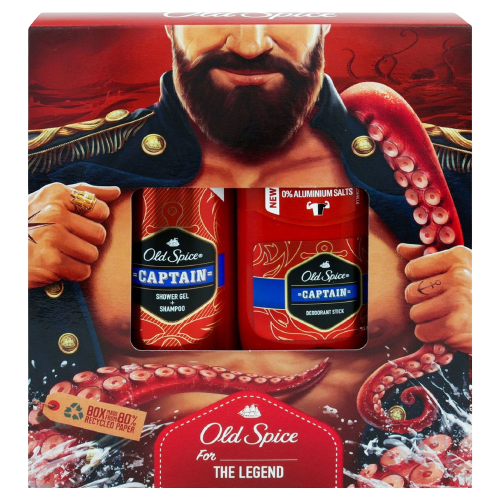 Old Spice
NEW
0% ALUMINIUM SALTS
Old Spice®
CAPTAIN
SHOWER GEL
+
SHAMPOO
Old Spice®
CAPTAIN
DEODORANT STICK
BOX MADE
FROM 80%
RECYCLED PAPER
Old Spice
For
THE LEGEND